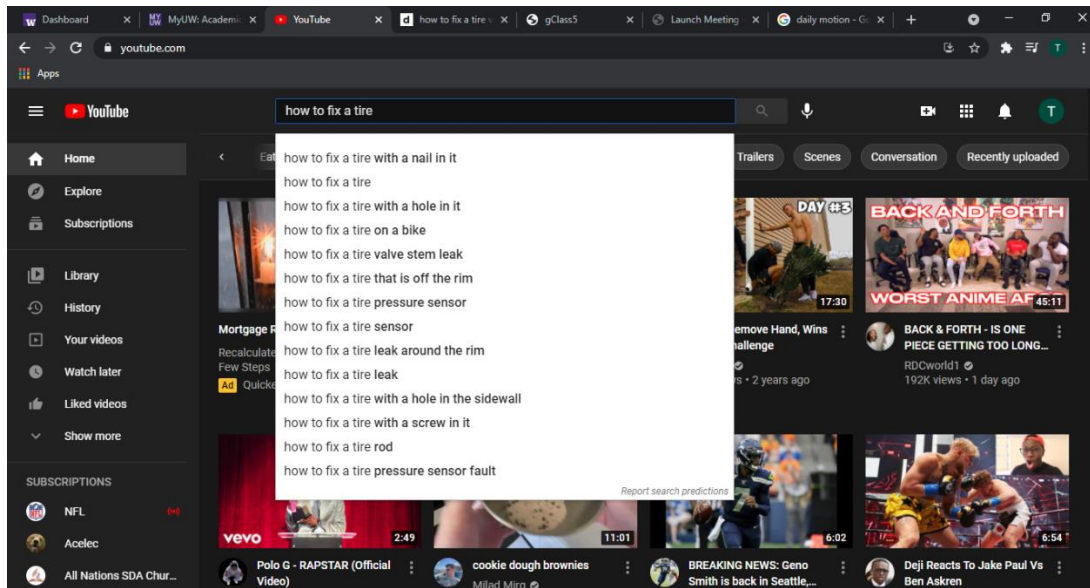 Dashboard
MyUW: Academic
YouTube
how to fix a tire
gClass5
Launch Meeting
daily motion - Go
youtube.com
T
Apps
YouTube
how to fix a tire
T
Home
Explore
Subscriptions
Library
History
Your videos
Watch later
Liked videos
Show more
SUBSCRIPTIONS
NFL
Acelec
All Nations SDA Chur...
how to fix a tire with a nail in it
how to fix a tire
how to fix a tire with a hole in it
how to fix a tire on a bike
how to fix a tire valve stem leak
how to fix a tire that is off the rim
how to fix a tire pressure sensor
how to fix a tire sensor
how to fix a tire leak around the rim
how to fix a tire leak
how to fix a tire with a hole in the sidewall
how to fix a tire with a screw in it
how to fix a tire rod
how to fix a tire pressure sensor fault
Report search predictions
Trailers
Scenes
Conversation
Recently uploaded
Mortgage
Recalculate
Few Steps
Ad
DAY #3
17:30
Hand, Wins
2 years ago
BACK AND FORTH
WORST ANIME
45:11
BACK & FORTH - IS ONE
PIECE GETTING TOO LONG...
RDCworld1
192K views • 1 day ago
vevo
2:49
Polo G - RAPSTAR (Official
Video)
11:01
cookie dough brownies
Milad Mirg
6:02
BREAKING NEWS: Geno
Smith is back in Seattle,...
6:54
Deji Reacts To Jake Paul Vs
Ben Askren